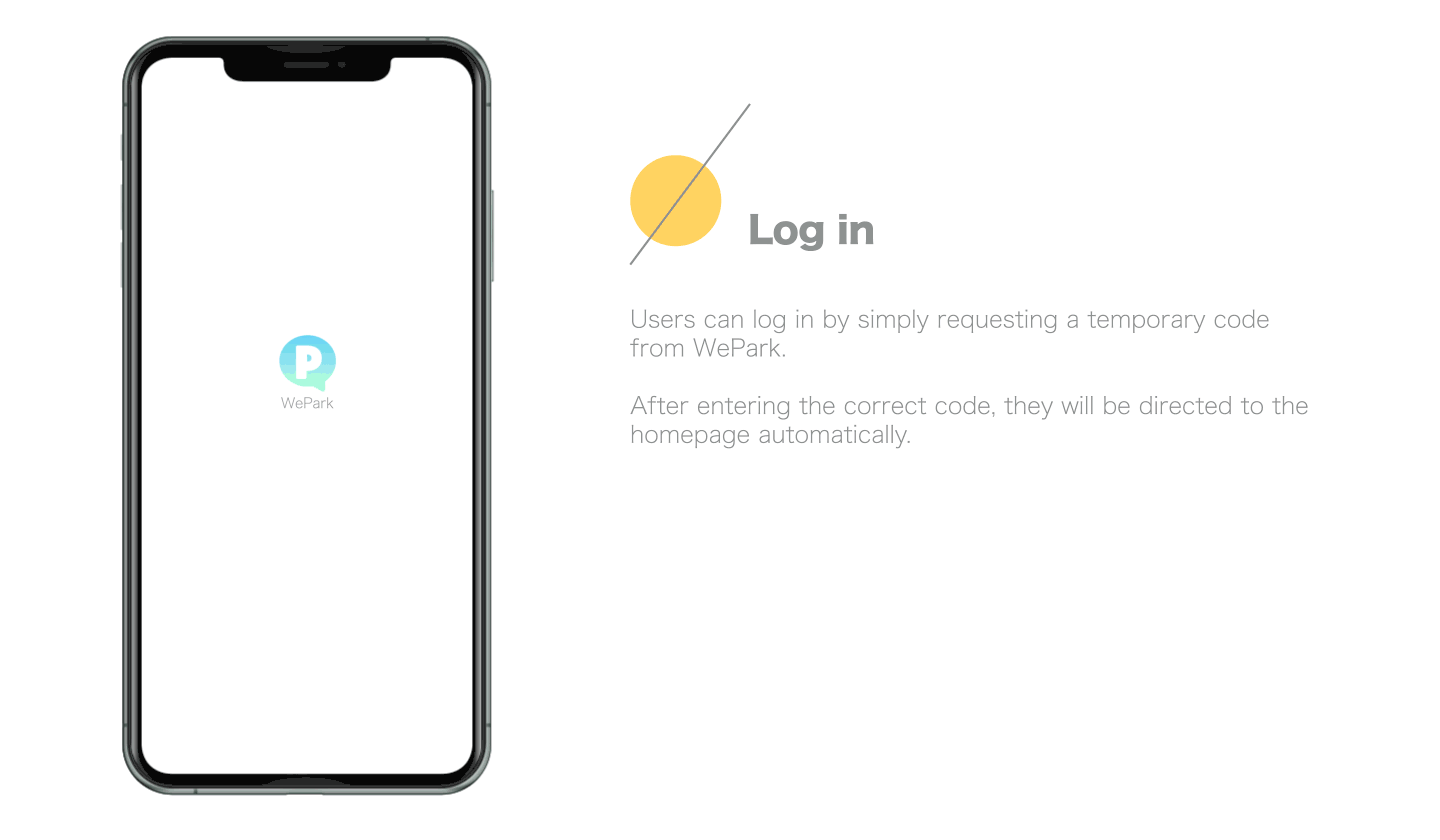 P
WePark
Log in
Users can log in by simply requesting a temporary code
from WePark.
After entering the correct code, they will be directed to the
homepage automatically.